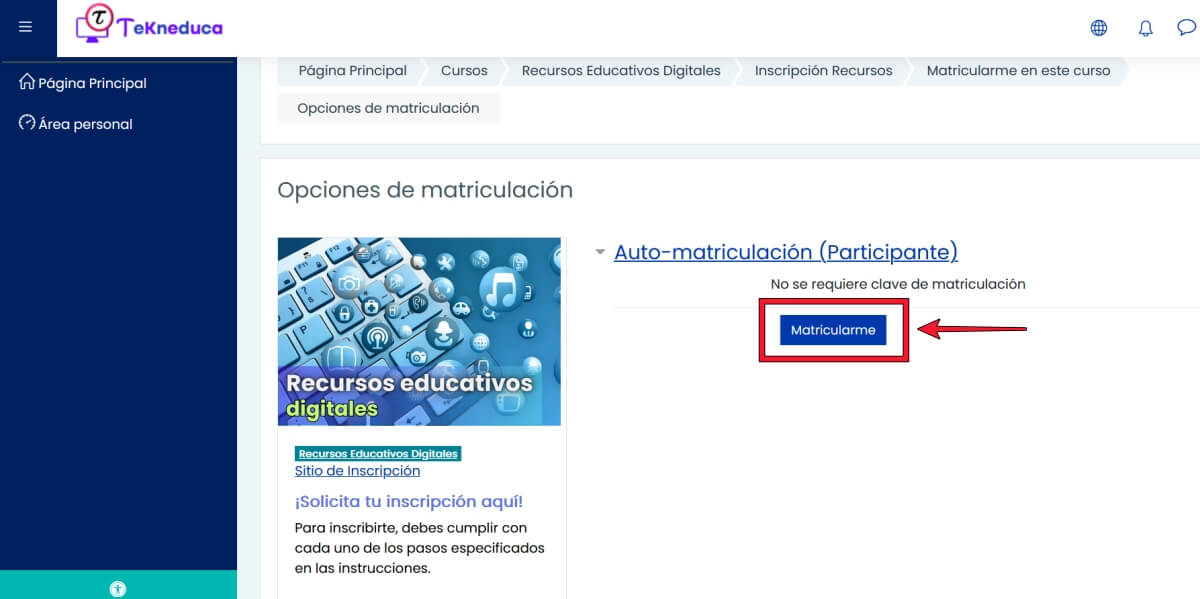 TeKneduca
Página Principal
Área personal
Página Principal
Cursos
Recursos Educativos Digitales
Inscripción Recursos
Matricularme en este curso
Opciones de matriculación
Opciones de matriculación
Recursos educativos
digitales
Recursos Educativos Digitales
Sitio de Inscripción
¡Solicita tu inscripción aquí!
Para inscribirte, debes cumplir con
cada uno de los pasos especificados
en las instrucciones.
Auto-matriculación (Participante)
No se requiere clave de matriculación
Matricularme